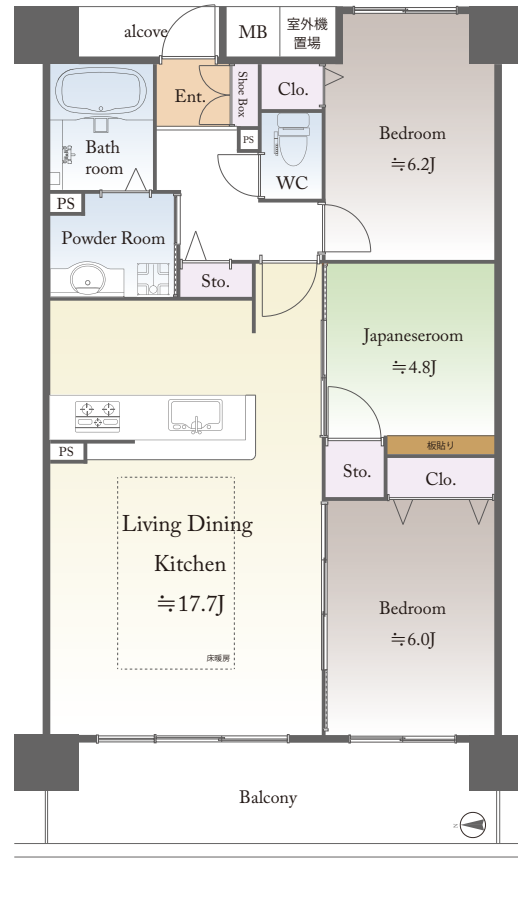 alcove
MB
室外機
置場
Ent.
Shoe Box
Clo.
PS
Bath
room
WC
Bedroom
≒6.2J
PS
Powder Room
Sto.
Japaneseroom
≒4.8J
板貼り
PS
Sto.
Clo.
Living Dining
Kitchen
≒17.7J
床暖房
Bedroom
≒6.0J
Balcony
N